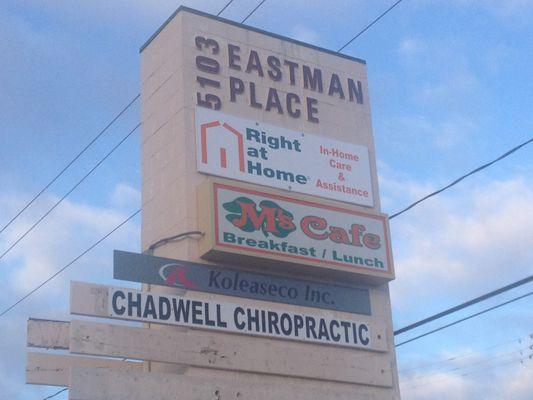 5103
EASTMAN
PLACE
Right
at
Home
In-Home
Care
&
Assistance
M's Cafe
Breakfast / Lunch
Koleaseco Inc.
CHADWELL CHIROPRACTIC